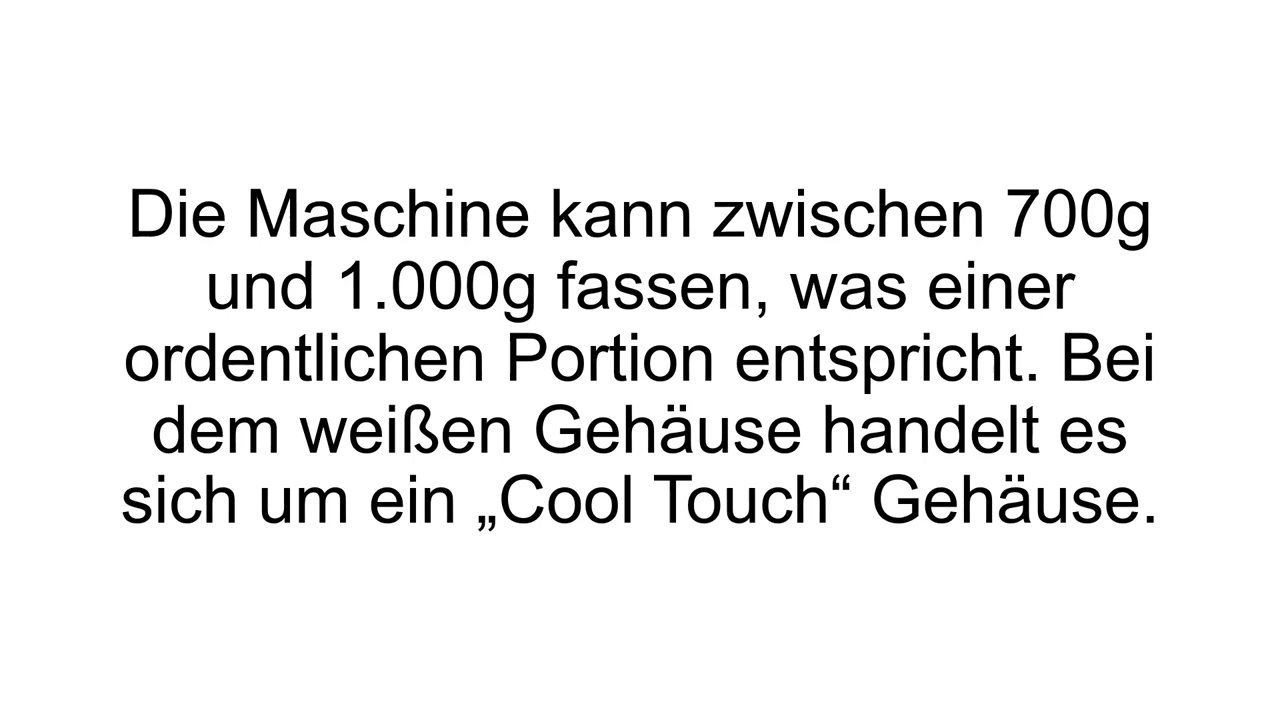 Die Maschine kann zwischen 700g
und 1.000g fassen, was einer
ordentlichen Portion entspricht. Bei
dem weißen Gehäuse handelt es
sich um ein „Cool Touch“ Gehäuse.